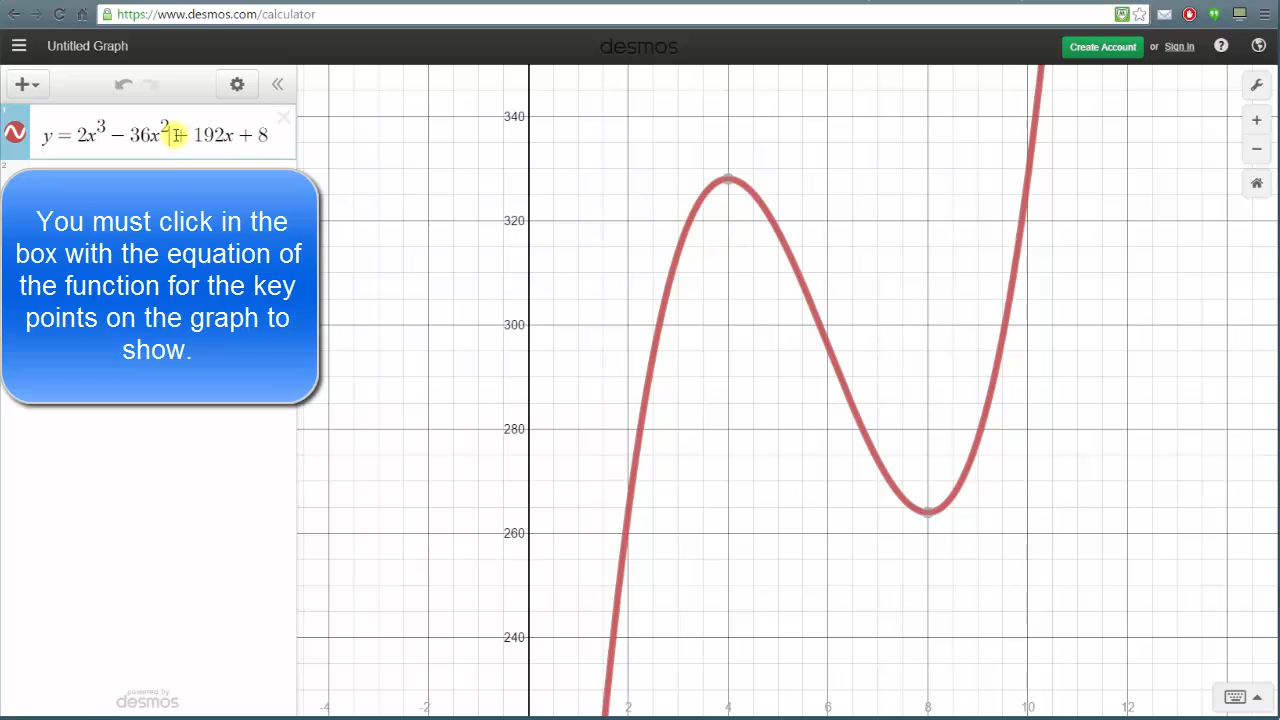 https://www.desmos.com/calculator
Untitled Graph
desmos
Create Account or Sign In
1
y = 2x³ − 36x² + 192x + 8
2
You must click in the
box with the equation of
the function for the key
points on the graph to
show.
340
320
300
280
260
240
-4 -2 2 4 6 8 10 12
powered by
desmos